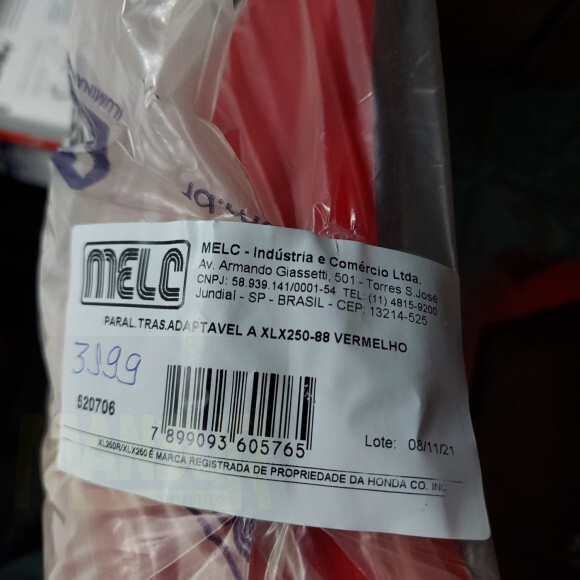 ILUMINA
MELC
MELC - Indústria e Comércio Ltda.
Av. Armando Giassetti, 501 - Torres S.José
CNPJ: 58.939.141/0001-54 TEL: (11) 4815-9200
Jundiaí - SP - BRASIL - CEP: 13214-525
PARAL.TRAS.ADAPTAVEL A XLX250-88 VERMELHO
3999
520706
7 899093 605765
Lote: 08/11/21
XL250R/XLX250 É MARCA REGISTRADA DE PROPRIEDADE DA HONDA CO. INC